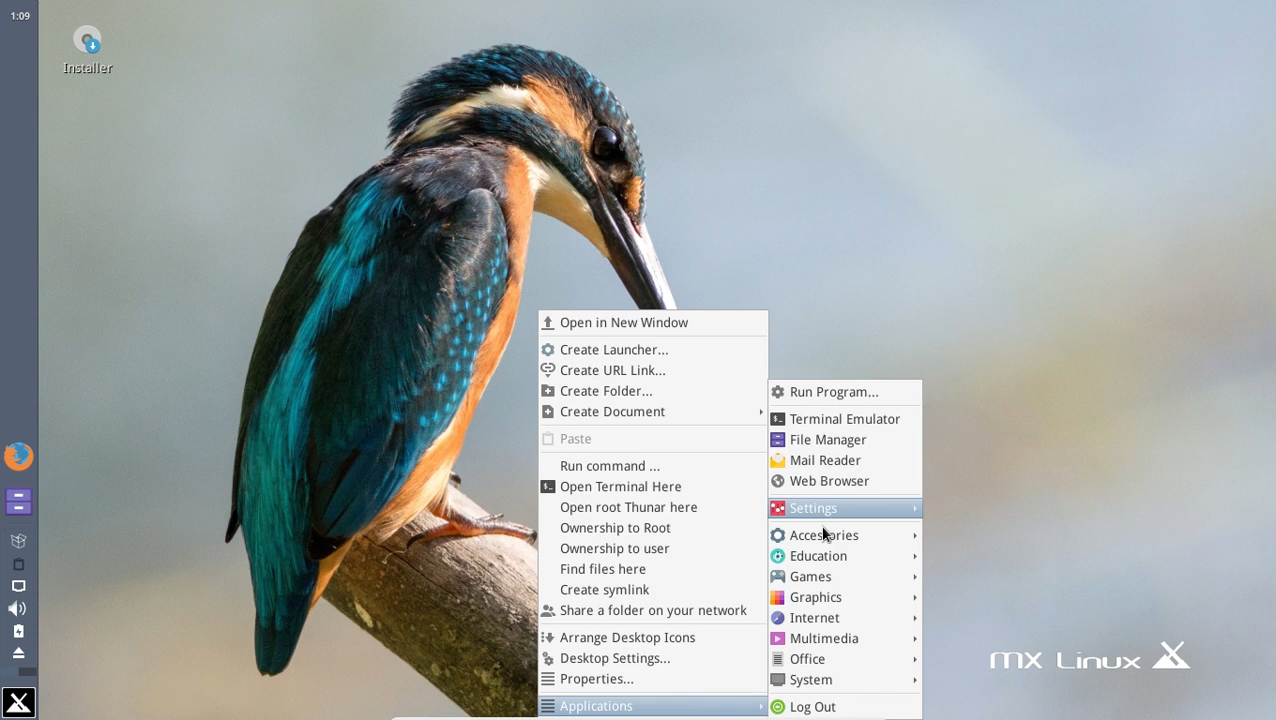 1:09
Installer
Open in New Window
Create Launcher...
Create URL Link...
Create Folder...
Create Document
Paste
Run command ...
Open Terminal Here
Open root Thunar here
Ownership to Root
Ownership to user
Find files here
Create symlink
Share a folder on your network
Arrange Desktop Icons
Desktop Settings...
Properties...
Applications
Run Program...
Terminal Emulator
File Manager
Mail Reader
Web Browser
Settings
Accessories
Education
Games
Graphics
Internet
Multimedia
Office
System
Log Out
MX Linux